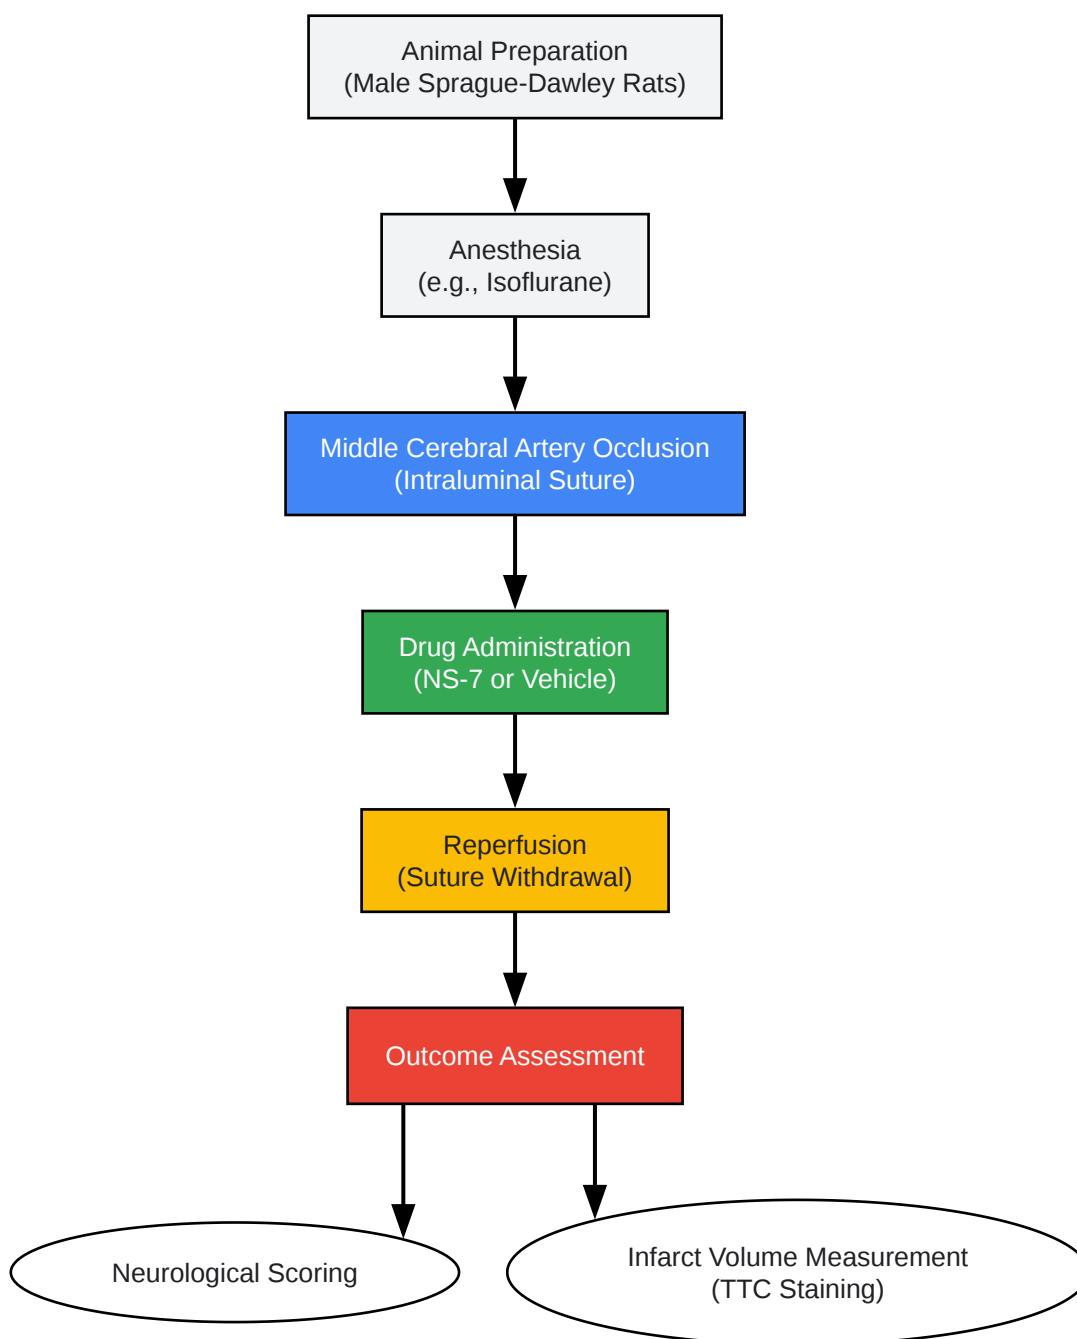 Animal Preparation
(Male Sprague-Dawley Rats)
Anesthesia
(e.g., Isoflurane)
Middle Cerebral Artery Occlusion
(Intraluminal Suture)
Drug Administration
(NS-7 or Vehicle)
Reperfusion
(Suture Withdrawal)
Outcome Assessment
Neurological Scoring
Infarct Volume Measurement
(TTC Staining)